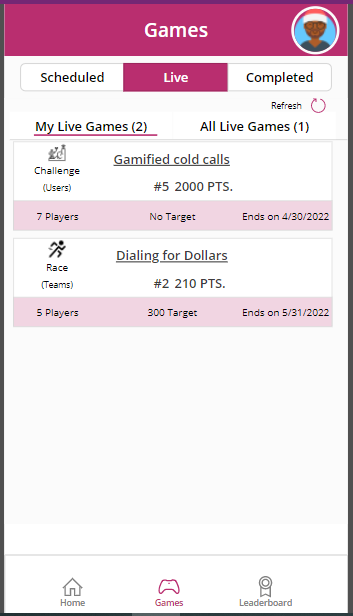 Games
Scheduled Live Completed
Refresh
My Live Games (2) All Live Games (1)
Challenge
(Users)
Gamified cold calls
#5 2000 PTS.
7 Players No Target Ends on 4/30/2022
Race
(Teams)
Dialing for Dollars
#2 210 PTS.
5 Players 300 Target Ends on 5/31/2022
Home Games Leaderboard